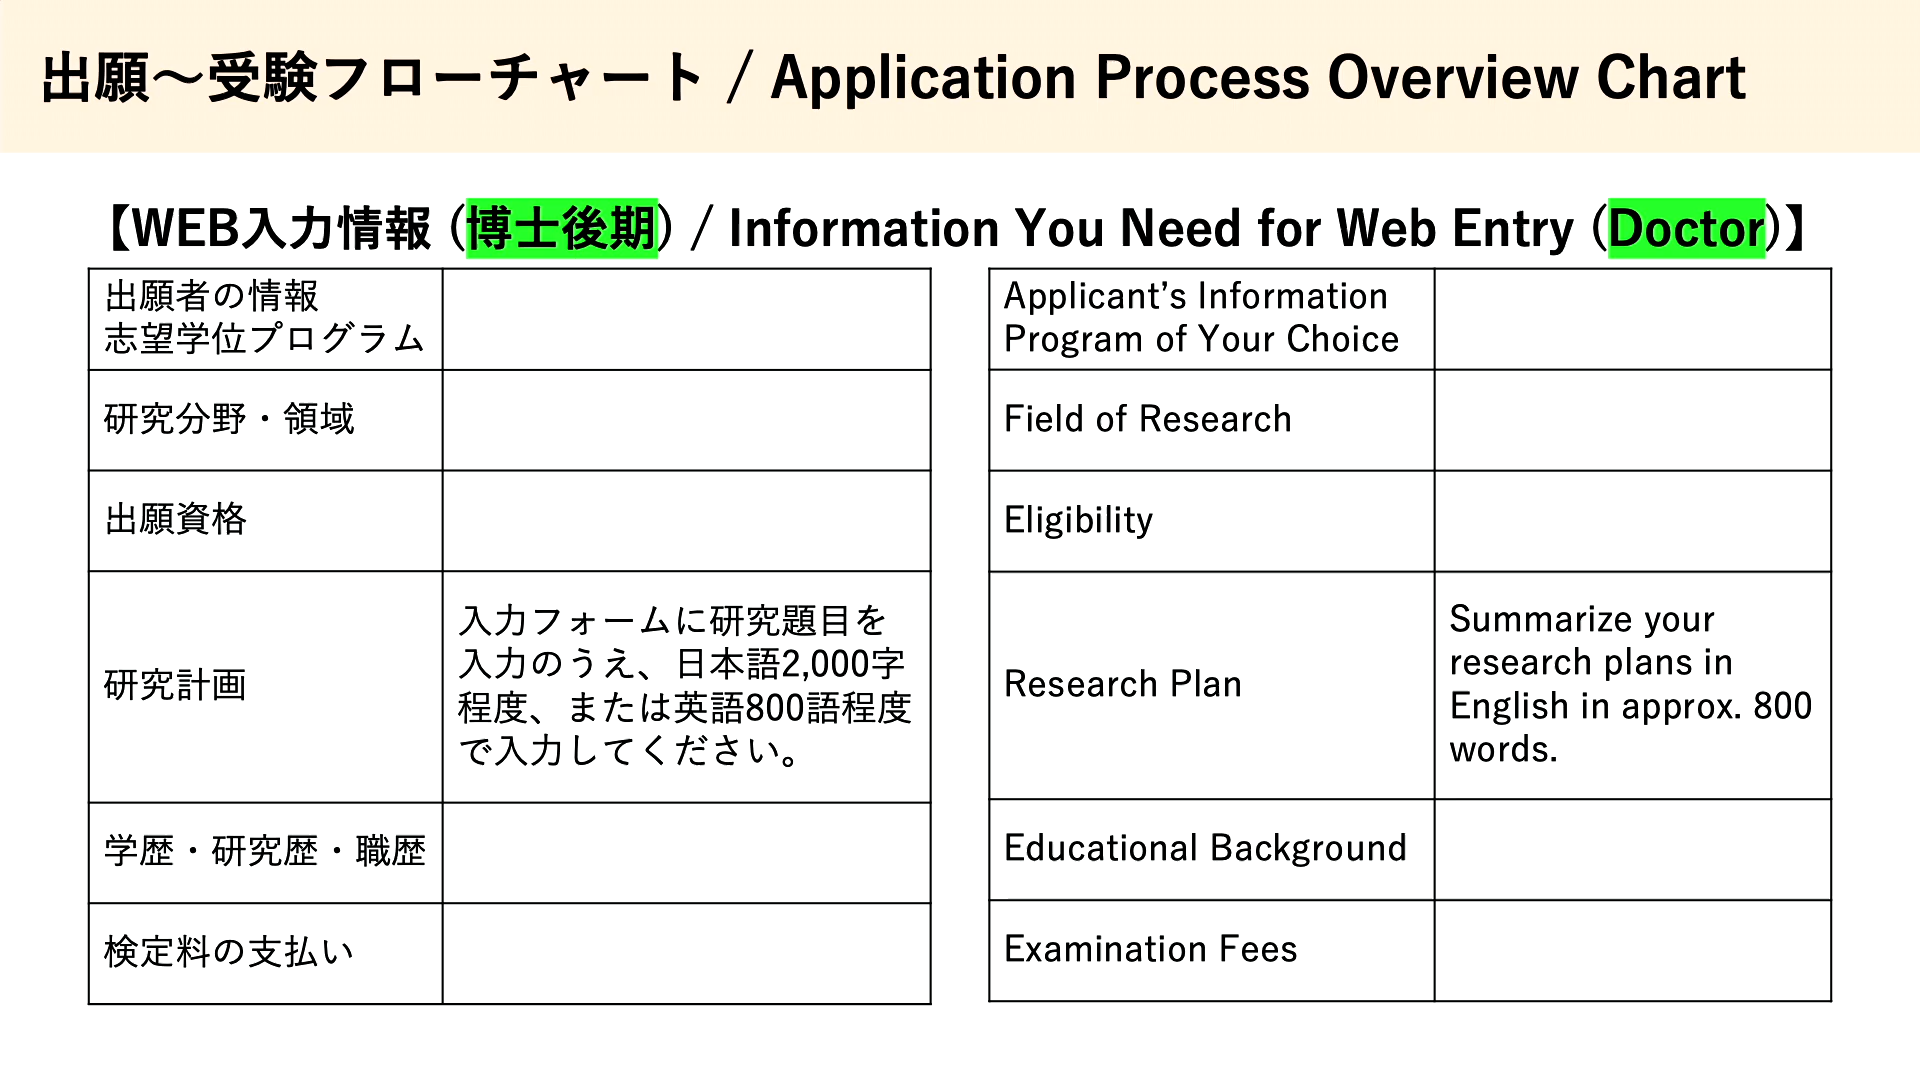 出願～受験フローチャート / Application Process Overview Chart
【WEB入力情報 (博士後期) / Information You Need for Web Entry (Doctor)】
出願者の情報
志望学位プログラム
研究分野・領域
出願資格
研究計画
入力フォームに研究題目を
入力のうえ、日本語2,000字
程度、または英語800語程度
で入力してください。
学歴・研究歴・職歴
検定料の支払い
Applicant’s Information
Program of Your Choice
Field of Research
Eligibility
Research Plan
Summarize your
research plans in
English in approx. 800
words.
Educational Background
Examination Fees